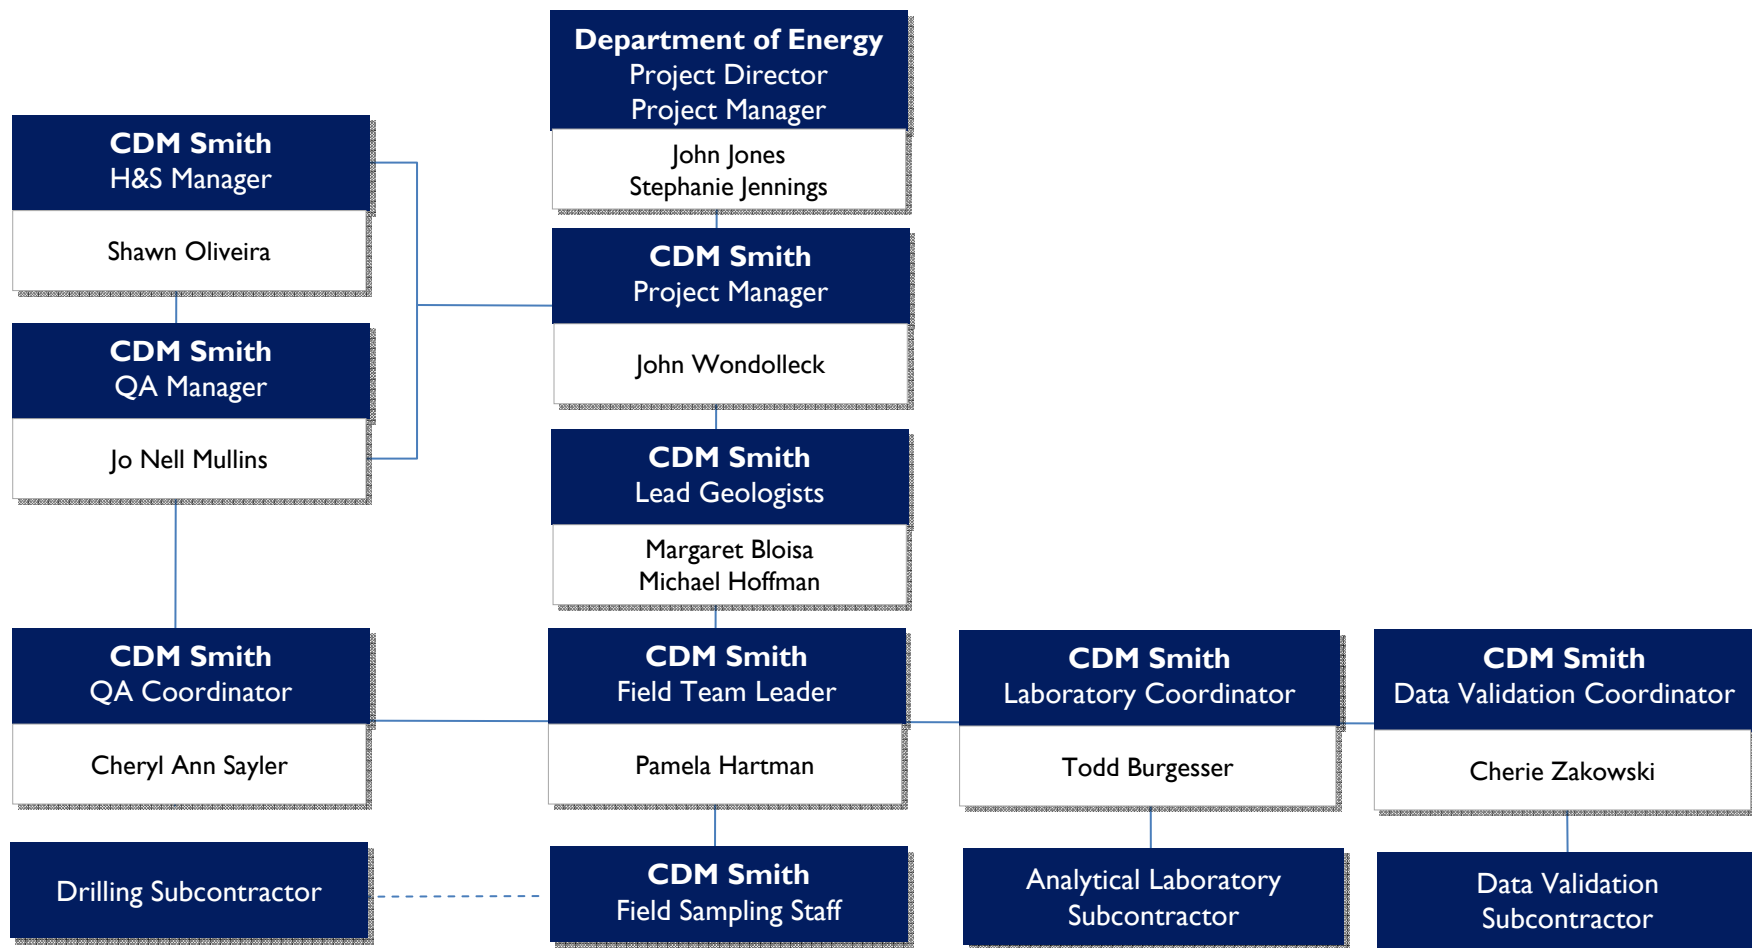 Department of Energy
Project Director
Project Manager
John Jones
Stephanie Jennings
CDM Smith
H&S Manager
Shawn Oliveira
CDM Smith
Project Manager
John Wondolleck
CDM Smith
QA Manager
Jo Nell Mullins
CDM Smith
Lead Geologists
Margaret Bloisa
Michael Hoffman
CDM Smith
QA Coordinator
Cheryl Ann Sayler
CDM Smith
Field Team Leader
Pamela Hartman
CDM Smith
Laboratory Coordinator
Todd Burgesser
CDM Smith
Data Validation Coordinator
Cherie Zakowski
Drilling Subcontractor
CDM Smith
Field Sampling Staff
Analytical Laboratory
Subcontractor
Data Validation
Subcontractor